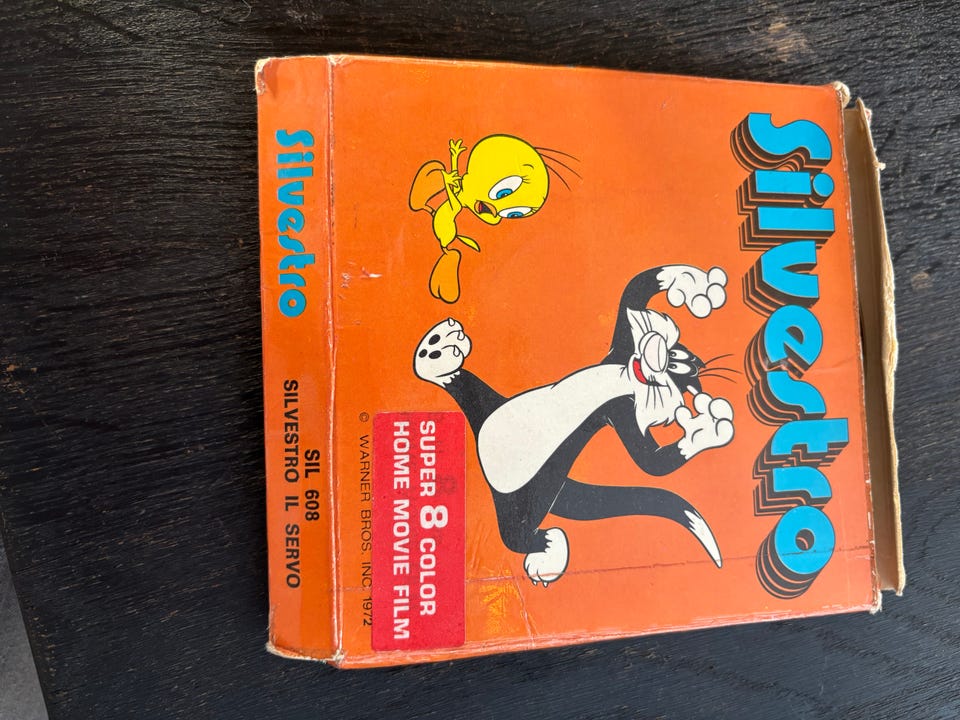 Silvestro
SUPER 8 COLOR
HOME MOVIE FILM
© WARNER BROS. INC. 1972
Silvestro
SIL 608
SILVESTRO IL SERVO